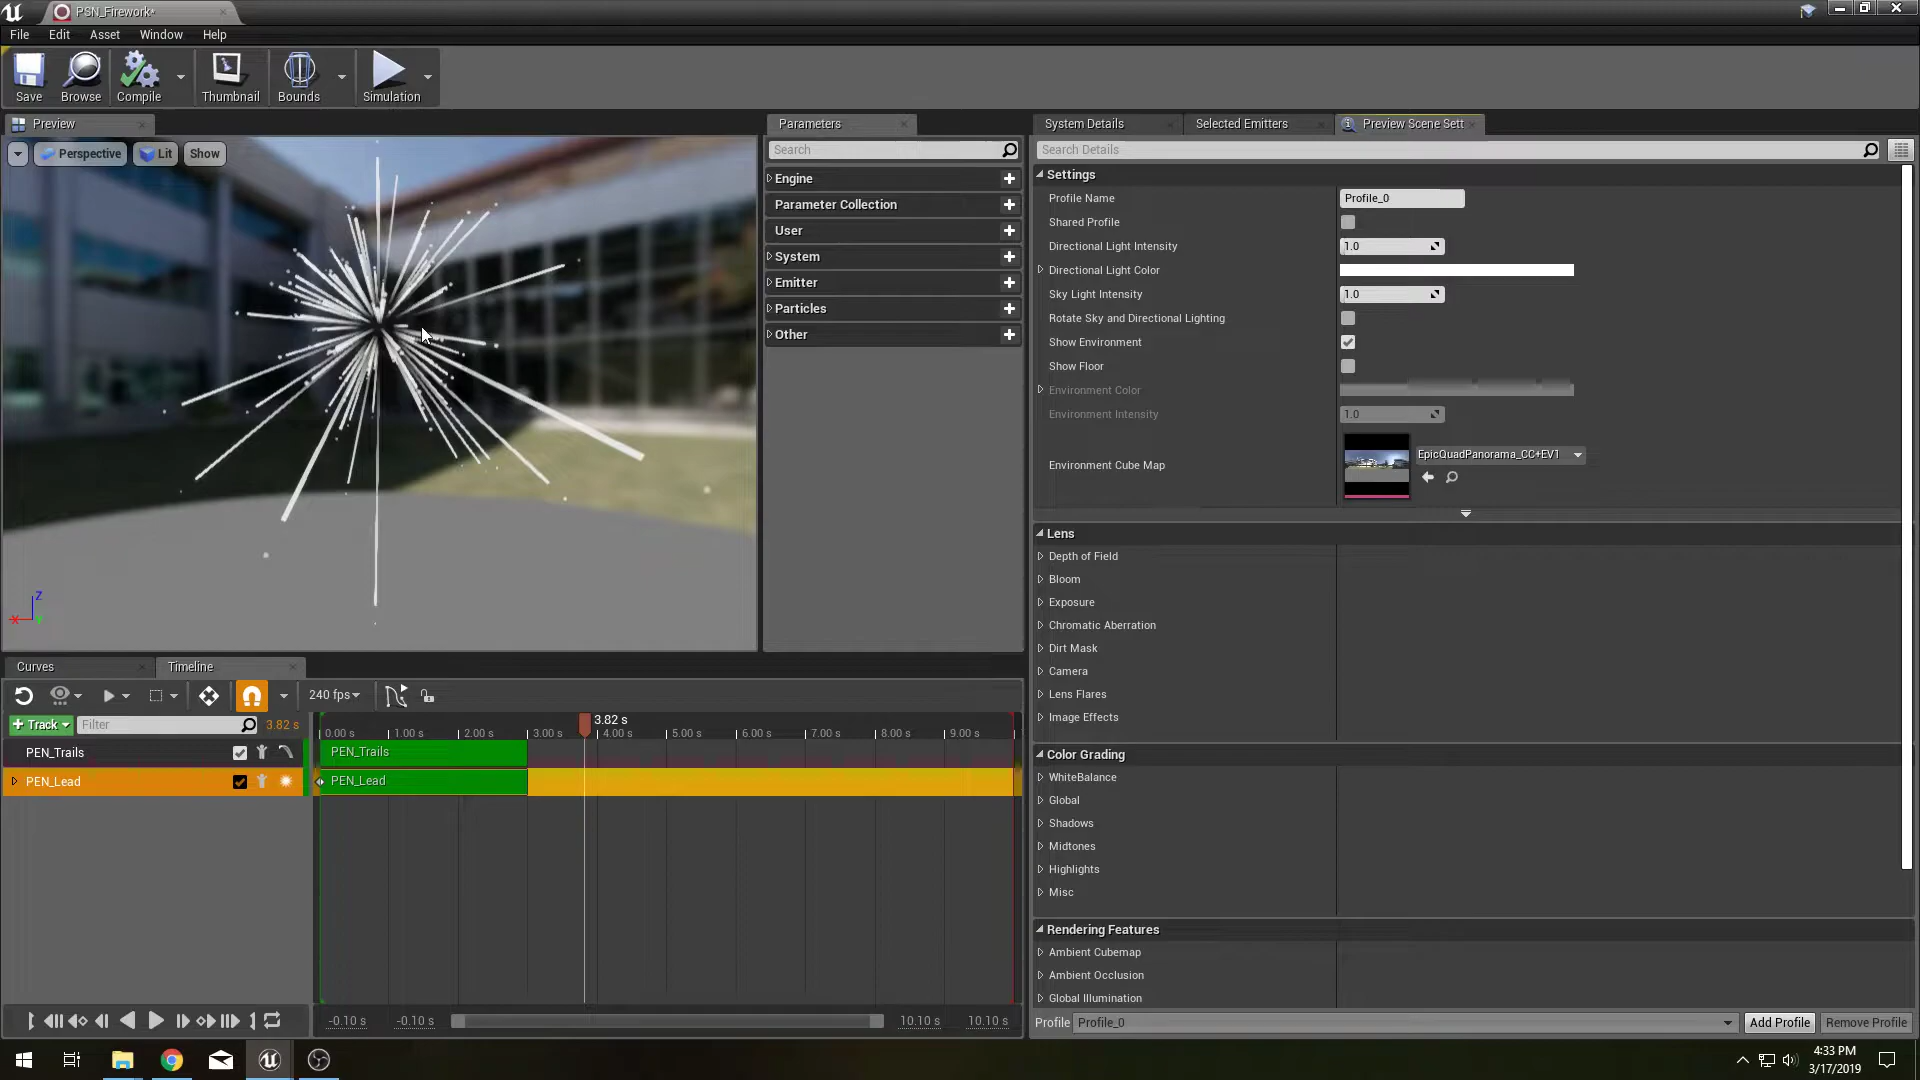 PSN_Firework*
File Edit Asset Window Help
Save Browse Compile Thumbnail Bounds Simulation
Preview
Perspective Lit Show
Z
X
Parameters
Search
Engine
Parameter Collection
User
System
Emitter
Particles
Other
System Details Selected Emitters Preview Scene Sett
Search Details
Settings
Profile Name Profile_0
Shared Profile
Directional Light Intensity 1.0
Directional Light Color
Sky Light Intensity 1.0
Rotate Sky and Directional Lighting
Show Environment
Show Floor
Environment Color
Environment Intensity 1.0
Environment Cube Map EpicQuadPanorama_CC+EV1
Lens
Depth of Field
Bloom
Exposure
Chromatic Aberration
Dirt Mask
Camera
Lens Flares
Image Effects
Color Grading
WhiteBalance
Global
Shadows
Midtones
Highlights
Misc
Rendering Features
Ambient Cubemap
Ambient Occlusion
Global Illumination
Profile Profile_0 Add Profile Remove Profile
Curves Timeline
240 fps
+ Track Filter 3.82 s
3.82 s
0.00 s 1.00 s 2.00 s 3.00 s 4.00 s 5.00 s 6.00 s 7.00 s 8.00 s 9.00 s
PEN_Trails PEN_Trails
PEN_Lead PEN_Lead
-0.10 s -0.10 s 10.10 s 10.10 s
4:33 PM
3/17/2019